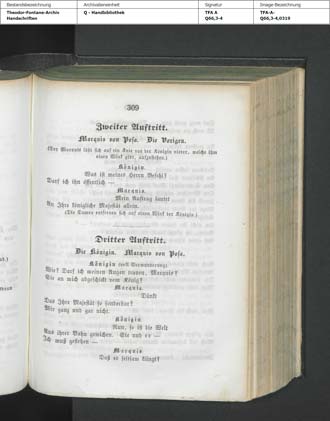 Bestandsbezeichnung Archivalieneinheit Signatur Image-Bezeichnung
Theodor-Fontane-Archiv Q - Handbibliothek TFA A TFA-A-
Handschriften Q66,3-4 Q66,3-4,0319
309
Zweiter Auftritt.
Marquis von Posa. Die Vorigen.
(Der Marquis läßt sich auf ein Knie vor der Königin nieder, welche ihm
einen Wink gibt, aufzustehen.)
Königin.
Was ist meines Herrn Befehl?
Darf ich ihn öffentlich —
Marquis.
Mein Auftrag lautet
An Ihre königliche Majestät allein.
(Die Damen entfernen sich auf einen Wink der Königin.)
Dritter Auftritt.
Die Königin. Marquis von Posa.
Königin (voll Verwunderung).
Wie? Darf ich meinen Augen trauen, Marquis?
Sie an mich abgeschickt vom König?
Marquis.
Dünkt
Das Ihre Majestät so sonderbar?
Mir ganz und gar nicht.
Königin.
Nun, so ist die Welt
Aus ihrer Bahn gewichen. Sie und er —
Ich muß gestehen —
Marquis.
Daß es seltsam klingt?